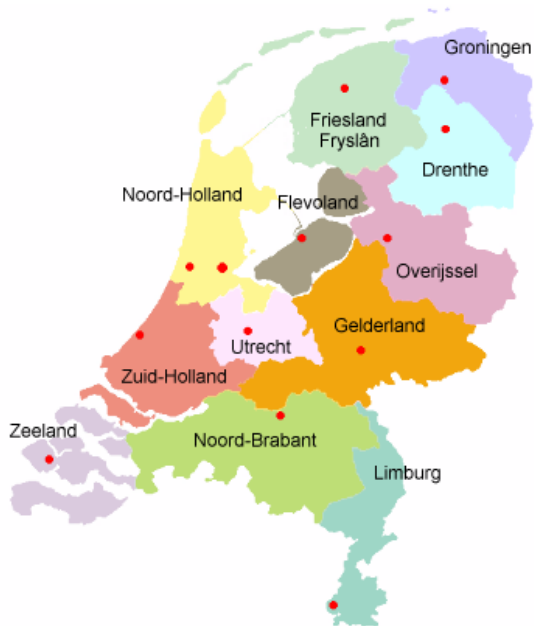 Groningen
Friesland
Fryslân
Drenthe
Noord-Holland
Flevoland
Overijssel
Gelderland
Utrecht
Zuid-Holland
Zeeland
Noord-Brabant
Limburg